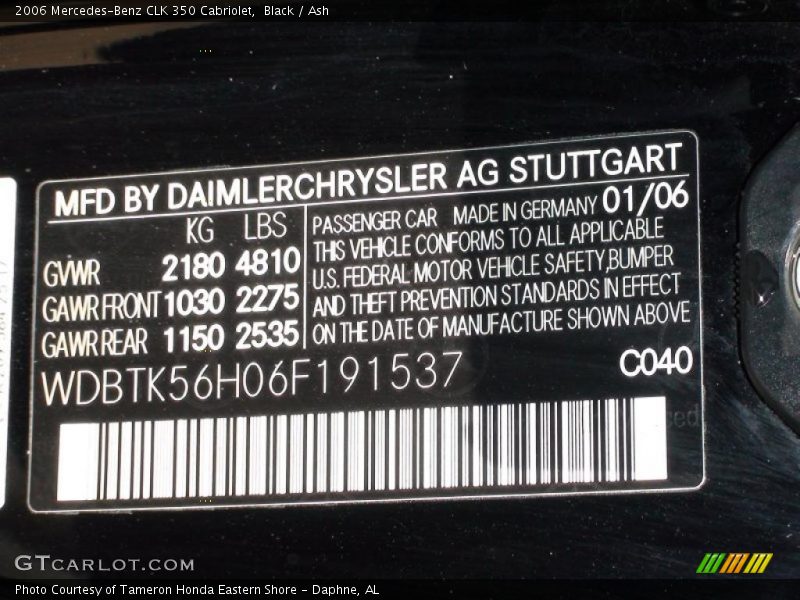 2006 Mercedes-Benz CLK 350 Cabriolet, Black / Ash
MFD BY DAIMLERCHRYSLER AG STUTTGART
KG LBS
GVWR 2180 4810
GAWR FRONT 1030 2275
GAWR REAR 1150 2535
PASSENGER CAR MADE IN GERMANY 01/06
THIS VEHICLE CONFORMS TO ALL APPLICABLE
U.S. FEDERAL MOTOR VEHICLE SAFETY,BUMPER
AND THEFT PREVENTION STANDARDS IN EFFECT
ON THE DATE OF MANUFACTURE SHOWN ABOVE
WDBTK56H06F191537 C040
GTCARLOT.COM
Photo Courtesy of Tameron Honda Eastern Shore - Daphne, AL